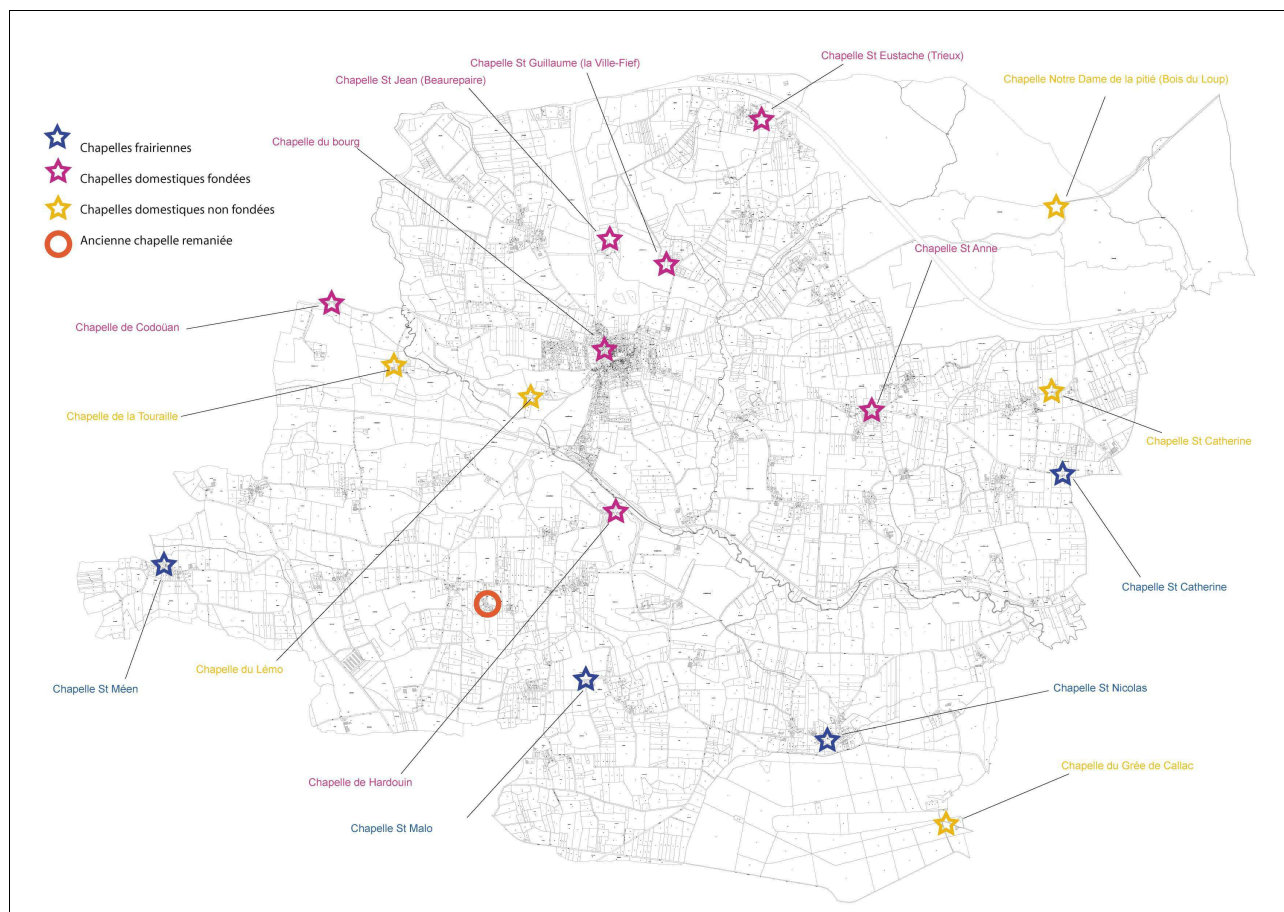 Chapelle St Eustache (Trieux)
Chapelle St Guillaume (la Ville-Fief)
Chapelle St Jean (Beaurepaire)
Chapelle Notre Dame de la pitié (Bois du Loup)
Chapelle du bourg
Chapelles frairiennes
Chapelles domestiques fondées
Chapelles domestiques non fondées
Ancienne chapelle remaniée
Chapelle St Anne
Chapelle de Codoüan
Chapelle de la Touraille
Chapelle St Catherine
Chapelle St Catherine
Chapelle du Lémo
Chapelle St Méen
Chapelle St Nicolas
Chapelle du Grée de Callac
Chapelle de Hardouin
Chapelle St Malo